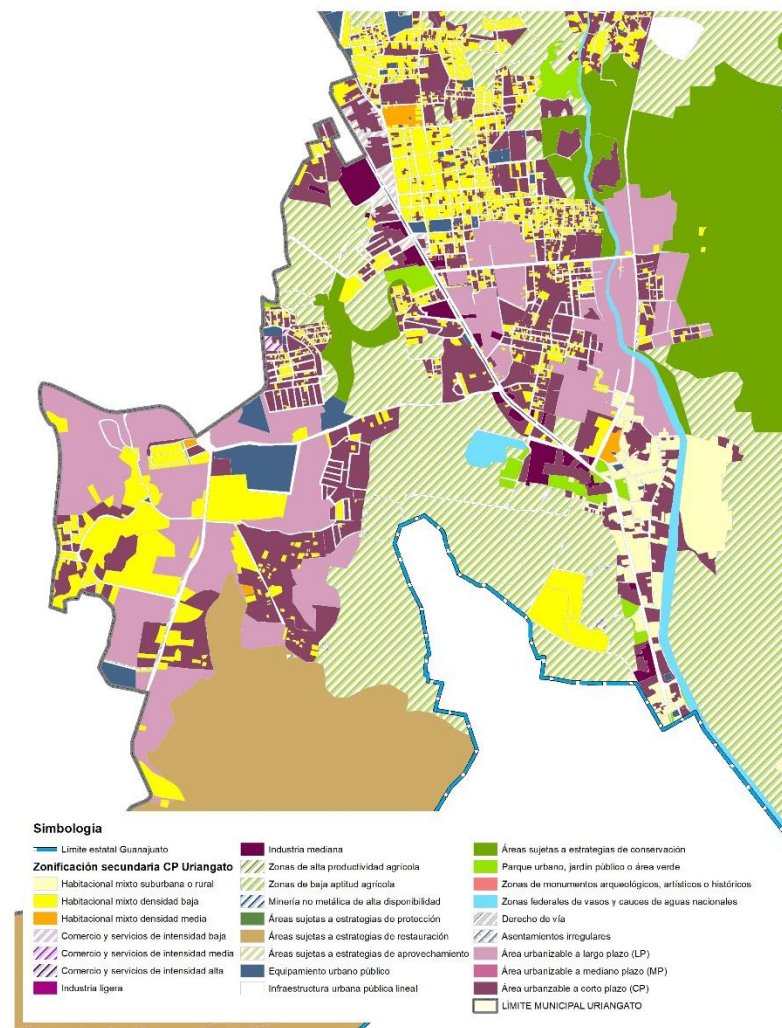 Simbología
Límite estatal Guanajuato
Zonificación secundaria CP Uriangato
Habitacional mixto suburbana o rural
Habitacional mixto densidad baja
Habitacional mixto densidad media
Comercio y servicios de intensidad baja
Comercio y servicios de intensidad media
Comercio y servicios de intensidad alta
Industria ligera
Industria mediana
Zonas de alta productividad agrícola
Zonas de baja aptitud agrícola
Minería no metálica de alta disponibilidad
Áreas sujetas a estrategias de protección
Áreas sujetas a estrategias de restauración
Áreas sujetas a estrategias de aprovechamiento
Equipamiento urbano público
Infraestructura urbana pública lineal
Áreas sujetas a estrategias de conservación
Parque urbano, jardín público o área verde
Zonas de monumentos arqueológicos, artísticos o históricos
Zonas federales de vasos y cauces de aguas nacionales
Derecho de vía
Asentamientos irregulares
Área urbanizable a largo plazo (LP)
Área urbanizable a mediano plazo (MP)
Área urbanzable a corto plazo (CP)
LÍMITE MUNICIPAL URIANGATO